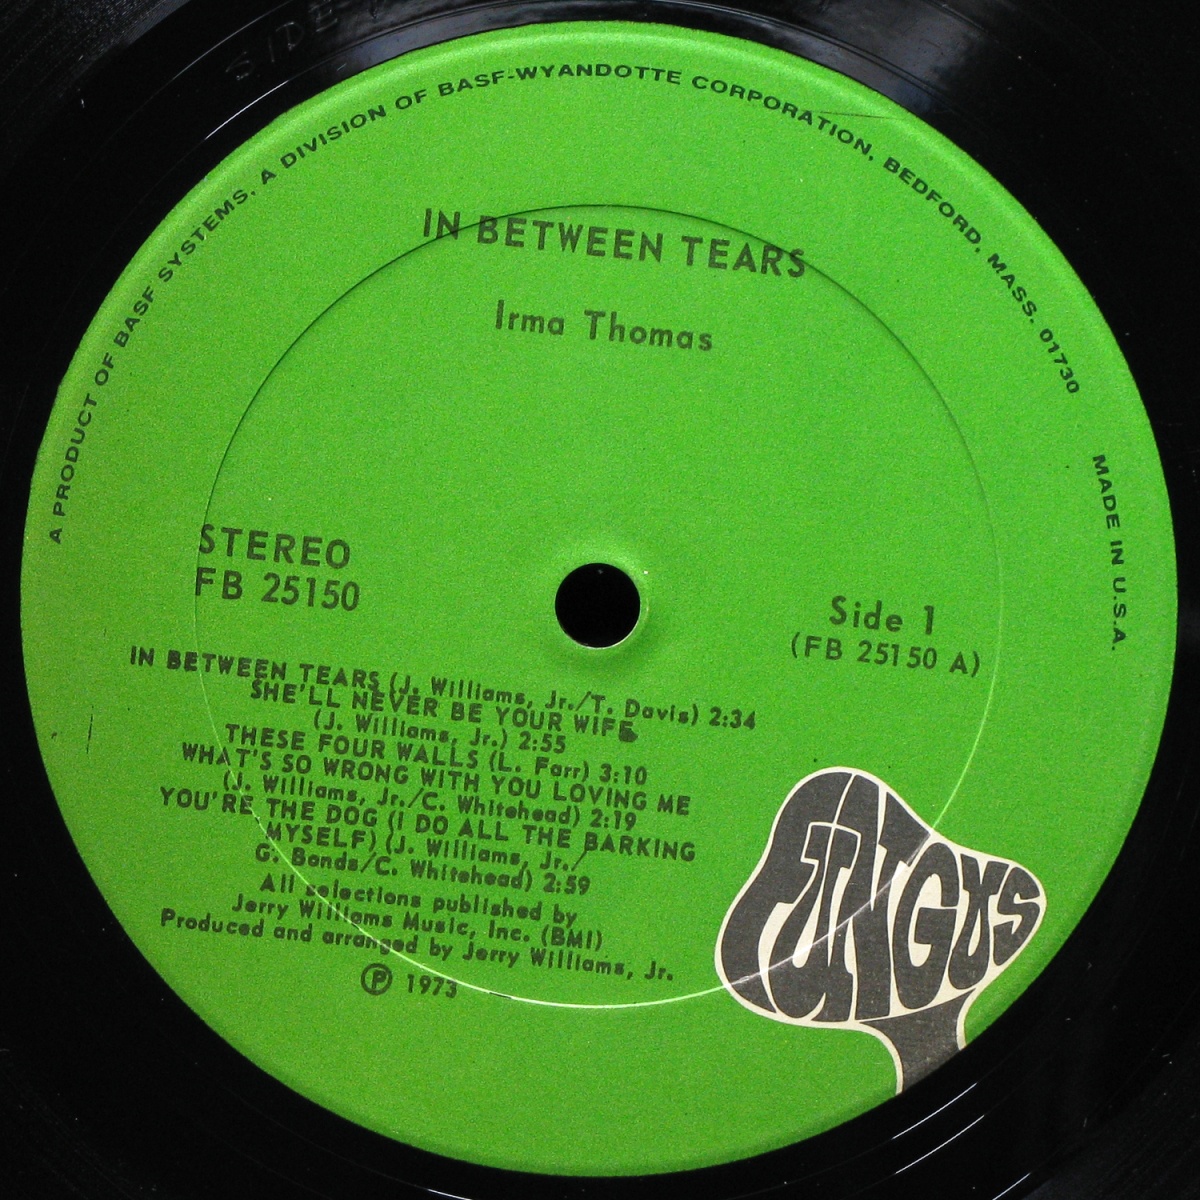 SIDE
A PRODUCT OF BASF SYSTEMS, A DIVISION OF BASF-WYANDOTTE CORPORATION, BEDFORD, MASS. 01730 MADE IN U.S.A.
IN BETWEEN TEARS
Irma Thomas
STEREO
FB 25150
Side 1
(FB 25150 A)
IN BETWEEN TEARS (J. Williams, Jr./T. Davis) 2:34
SHE'LL NEVER BE YOUR WIFE
(J. Williams, Jr.) 2:55
THESE FOUR WALLS (L. Farr) 3:10
WHAT'S SO WRONG WITH YOU LOVING ME
(J. Williams, Jr./C. Whitehead) 2:19
YOU'RE THE DOG (I DO ALL THE BARKING
MYSELF) (J. Williams, Jr./
G. Bonds/C. Whitehead) 2:59
All selections published by
Jerry Williams Music, Inc. (BMI)
Produced and arranged by Jerry Williams, Jr.
℗ 1973
FUNGUS